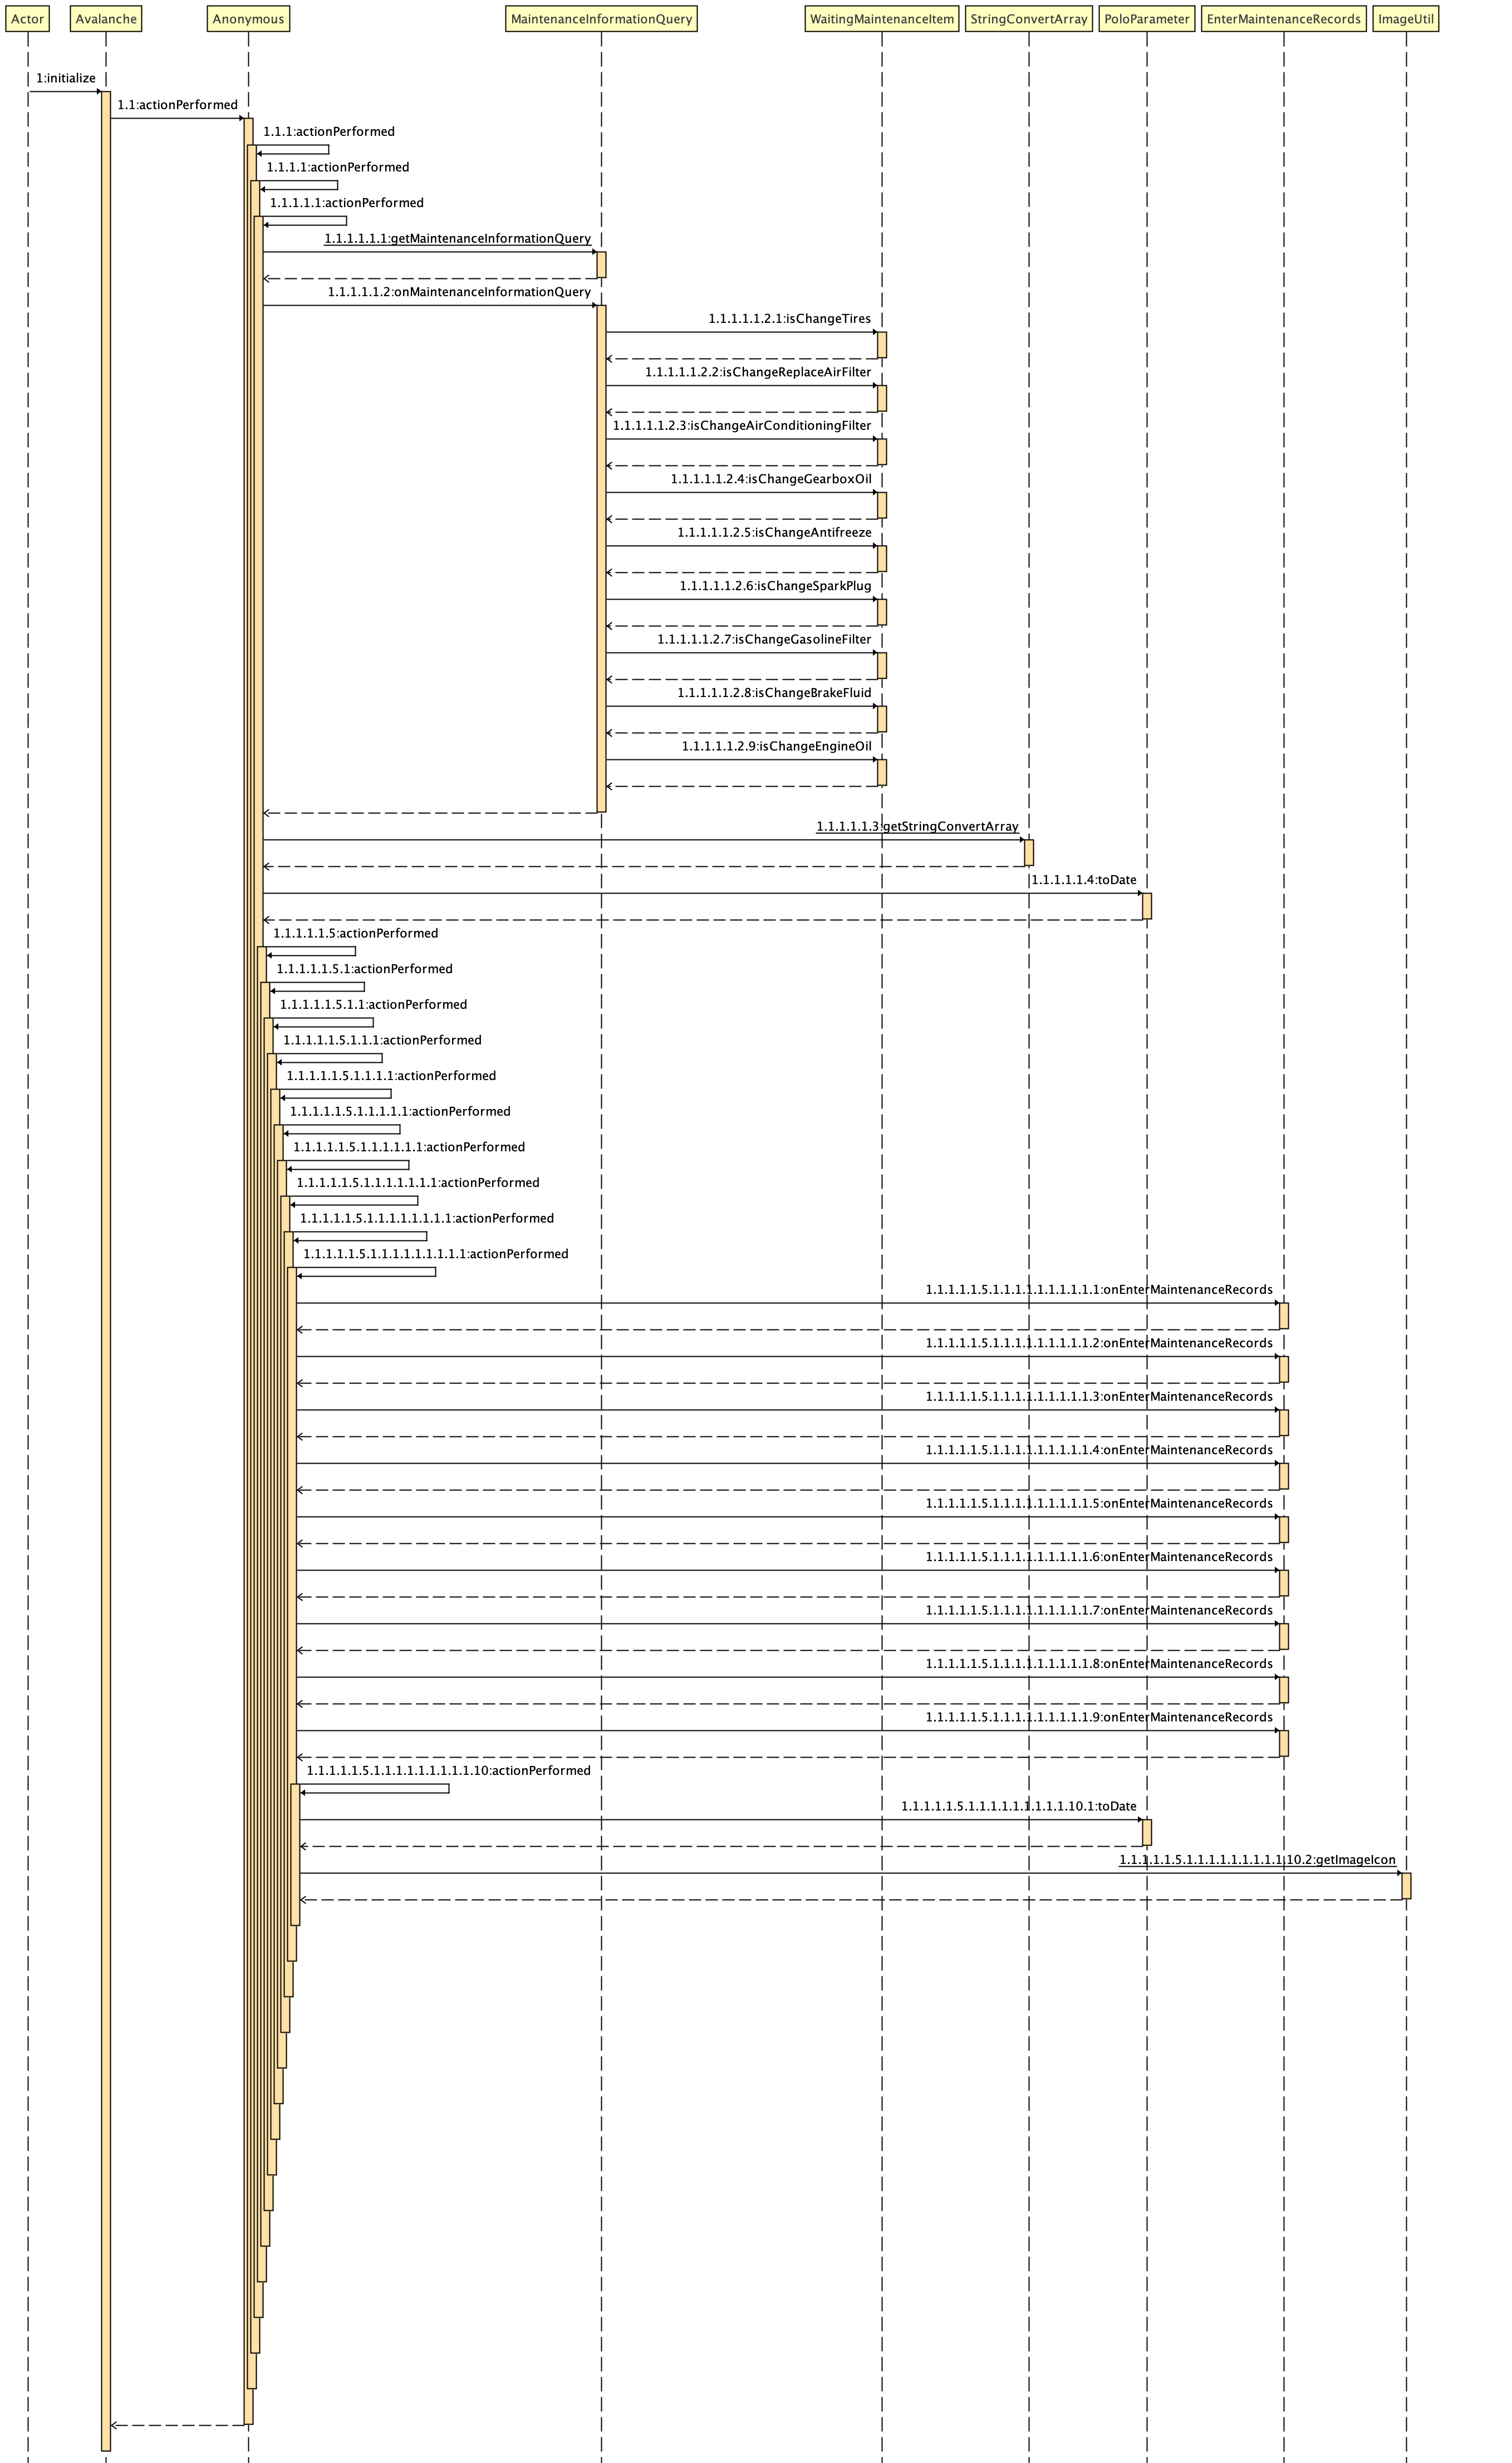 Actor
Avalanche
Anonymous
MaintenanceInformationQuery
WaitingMaintenanceItem
StringConvertArray
PoloParameter
EnterMaintenanceRecords
ImageUtil
1:initialize
1.1:actionPerformed
1.1.1:actionPerformed
1.1.1.1:actionPerformed
1.1.1.1.1:actionPerformed
1.1.1.1.1.1:getMaintenanceInformationQuery
1.1.1.1.1.2:onMaintenanceInformationQuery
1.1.1.1.1.2.1:isChangeTires
1.1.1.1.1.2.2:isChangeReplaceAirFilter
1.1.1.1.1.2.3:isChangeAirConditioningFilter
1.1.1.1.1.2.4:isChangeGearboxOil
1.1.1.1.1.2.5:isChangeAntifreeze
1.1.1.1.1.2.6:isChangeSparkPlug
1.1.1.1.1.2.7:isChangeGasolineFilter
1.1.1.1.1.2.8:isChangeBrakeFluid
1.1.1.1.1.2.9:isChangeEngineOil
1.1.1.1.1.3:getStringConvertArray
1.1.1.1.1.4:toDate
1.1.1.1.1.5:actionPerformed
1.1.1.1.1.5.1:actionPerformed
1.1.1.1.1.5.1.1:actionPerformed
1.1.1.1.1.5.1.1.1:actionPerformed
1.1.1.1.1.5.1.1.1.1:actionPerformed
1.1.1.1.1.5.1.1.1.1.1:actionPerformed
1.1.1.1.1.5.1.1.1.1.1.1:actionPerformed
1.1.1.1.1.5.1.1.1.1.1.1.1:actionPerformed
1.1.1.1.1.5.1.1.1.1.1.1.1.1:actionPerformed
1.1.1.1.1.5.1.1.1.1.1.1.1.1.1:actionPerformed
1.1.1.1.1.5.1.1.1.1.1.1.1.1.1.1:onEnterMaintenanceRecords
1.1.1.1.1.5.1.1.1.1.1.1.1.1.1.2:onEnterMaintenanceRecords
1.1.1.1.1.5.1.1.1.1.1.1.1.1.1.3:onEnterMaintenanceRecords
1.1.1.1.1.5.1.1.1.1.1.1.1.1.1.4:onEnterMaintenanceRecords
1.1.1.1.1.5.1.1.1.1.1.1.1.1.1.5:onEnterMaintenanceRecords
1.1.1.1.1.5.1.1.1.1.1.1.1.1.1.6:onEnterMaintenanceRecords
1.1.1.1.1.5.1.1.1.1.1.1.1.1.1.7:onEnterMaintenanceRecords
1.1.1.1.1.5.1.1.1.1.1.1.1.1.1.8:onEnterMaintenanceRecords
1.1.1.1.1.5.1.1.1.1.1.1.1.1.1.9:onEnterMaintenanceRecords
1.1.1.1.1.5.1.1.1.1.1.1.1.1.1.10:actionPerformed
1.1.1.1.1.5.1.1.1.1.1.1.1.1.1.10.1:toDate
1.1.1.1.1.5.1.1.1.1.1.1.1.1.1.10.2:getImageIcon